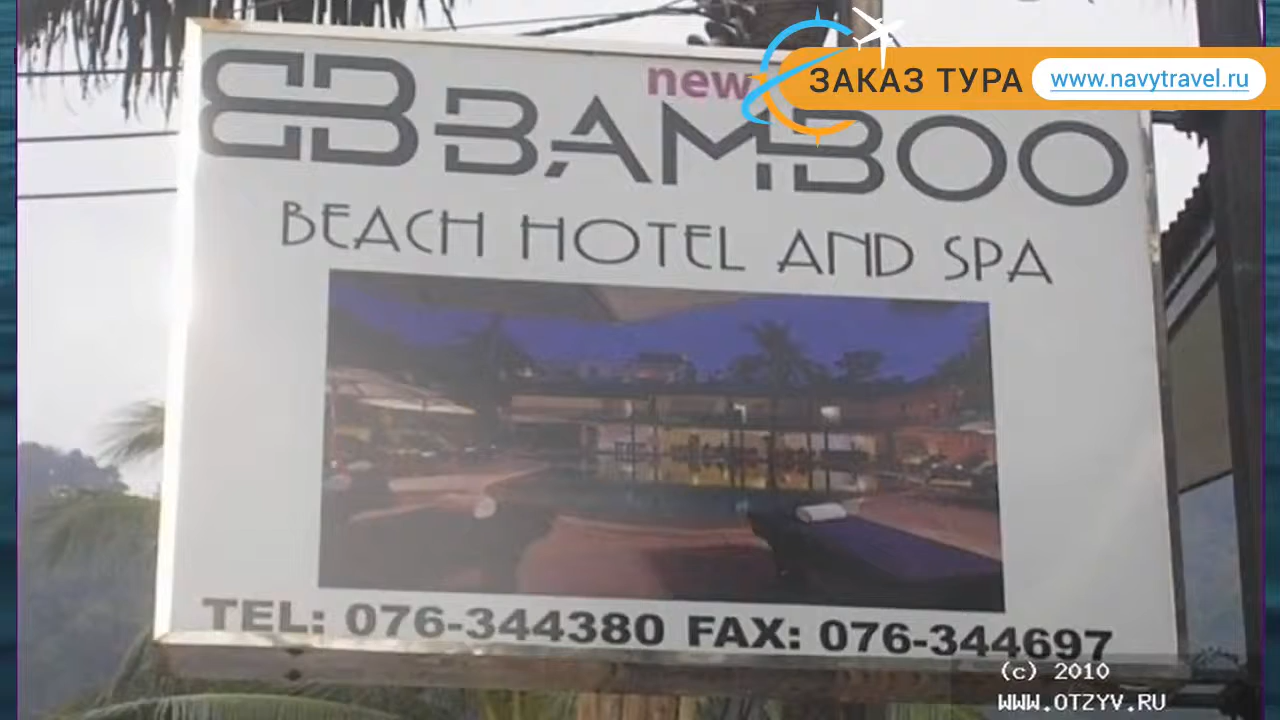 new
ЗАКАЗ ТУРА www.navytravel.ru
BB BAMBOO
BEACH HOTEL AND SPA
TEL: 076-344380 FAX: 076-344697
(c) 2010
WWW.OTZYV.RU